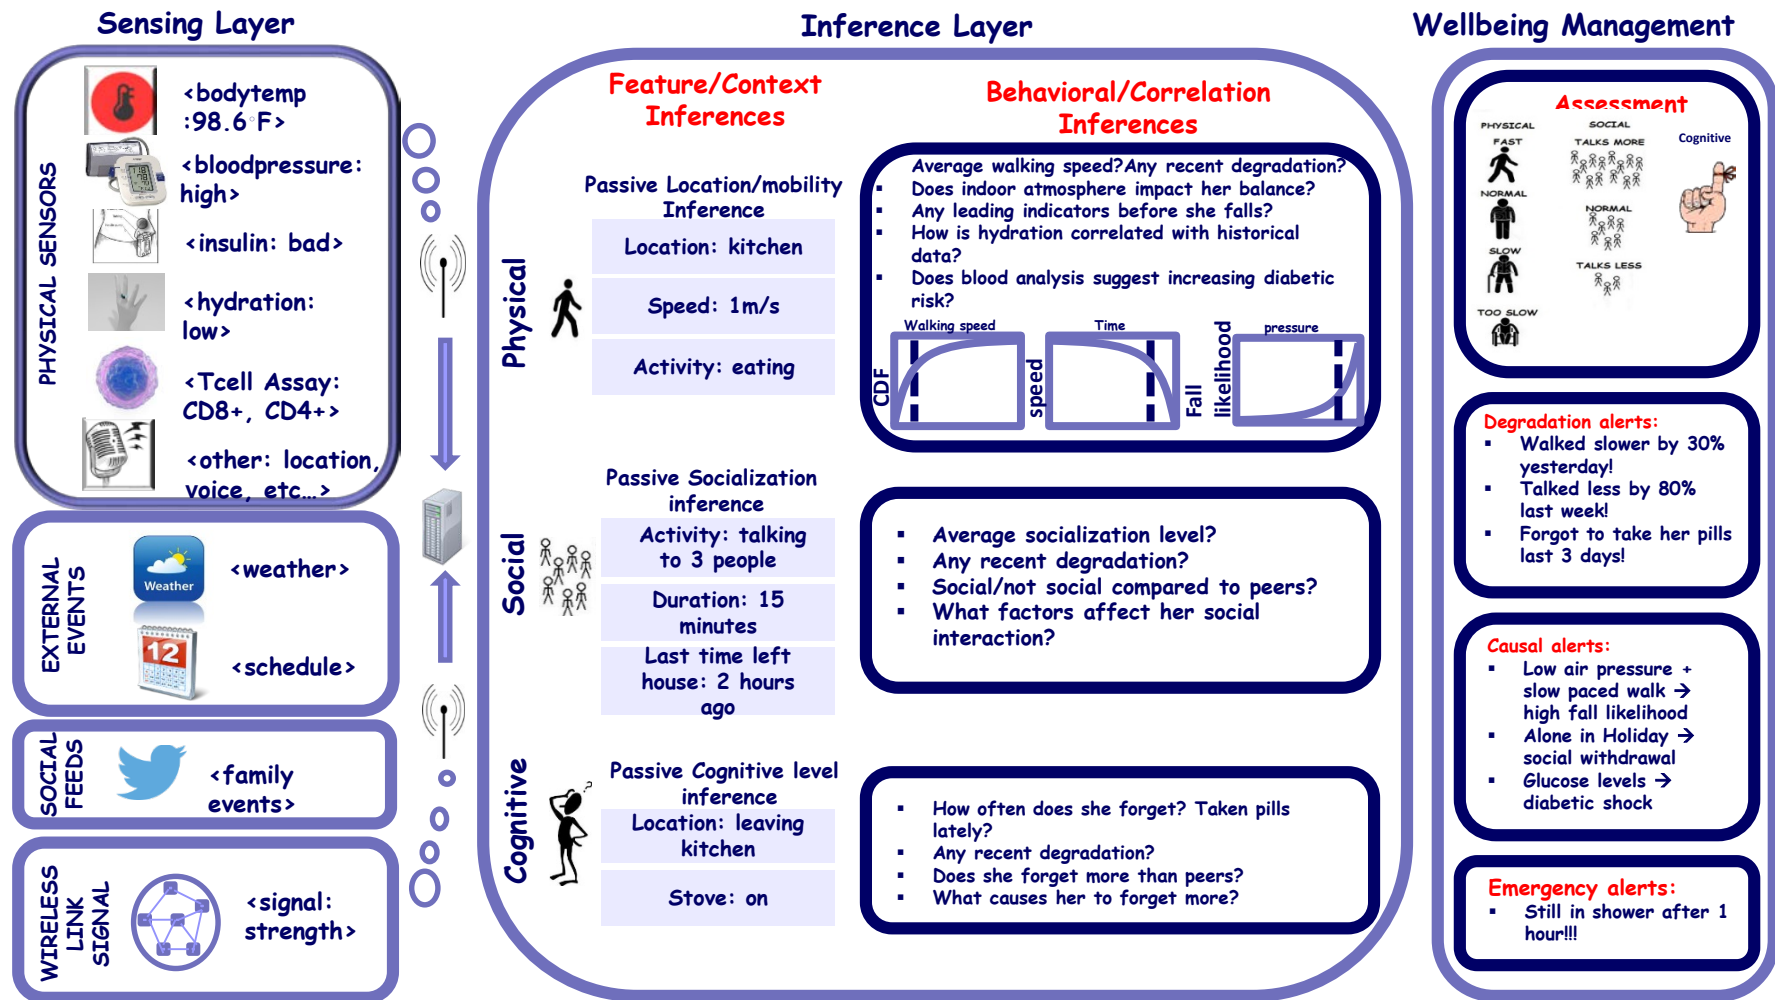 Sensing Layer
PHYSICAL SENSORS
<bodytemp
:98.6°F>
<bloodpressure:
high>
<insulin: bad>
<hydration:
low>
<Tcell Assay:
CD8+, CD4+>
<other: location,
voice, etc…>
EXTERNAL
EVENTS
Weather
<weather>
12
<schedule>
SOCIAL
FEEDS
<family
events>
WIRELESS
LINK
SIGNAL
<signal:
strength>
Inference Layer
Feature/Context
Inferences
Behavioral/Correlation
Inferences
Physical
Passive Location/mobility
Inference
Location: kitchen
Speed: 1m/s
Activity: eating
Average walking speed?Any recent degradation?
▪ Does indoor atmosphere impact her balance?
▪ Any leading indicators before she falls?
▪ How is hydration correlated with historical
data?
▪ Does blood analysis suggest increasing diabetic
risk?
Walking speed
CDF
Time
speed
pressure
Fall
likelihood
Social
Passive Socialization
inference
Activity: talking
to 3 people
Duration: 15
minutes
Last time left
house: 2 hours
ago
▪ Average socialization level?
▪ Any recent degradation?
▪ Social/not social compared to peers?
▪ What factors affect her social
interaction?
Cognitive
?
Passive Cognitive level
inference
Location: leaving
kitchen
Stove: on
▪ How often does she forget? Taken pills
lately?
▪ Any recent degradation?
▪ Does she forget more than peers?
▪ What causes her to forget more?
Wellbeing Management
Assessment
PHYSICAL
FAST
NORMAL
SLOW
TOO SLOW
SOCIAL
TALKS MORE
NORMAL
TALKS LESS
Cognitive
Degradation alerts:
▪ Walked slower by 30%
yesterday!
▪ Talked less by 80%
last week!
▪ Forgot to take her pills
last 3 days!
Causal alerts:
▪ Low air pressure +
slow paced walk →
high fall likelihood
▪ Alone in Holiday →
social withdrawal
▪ Glucose levels →
diabetic shock
Emergency alerts:
▪ Still in shower after 1
hour!!!